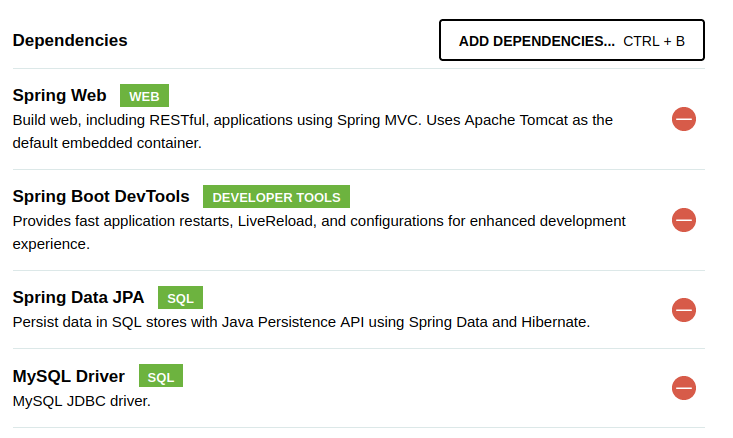 Dependencies
ADD DEPENDENCIES... CTRL + B
Spring Web WEB
Build web, including RESTful, applications using Spring MVC. Uses Apache Tomcat as the
default embedded container.
Spring Boot DevTools DEVELOPER TOOLS
Provides fast application restarts, LiveReload, and configurations for enhanced development
experience.
Spring Data JPA SQL
Persist data in SQL stores with Java Persistence API using Spring Data and Hibernate.
MySQL Driver SQL
MySQL JDBC driver.